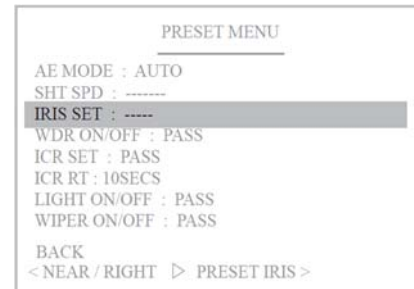 PRESET MENU
AE MODE : AUTO
SHT SPD : -------
IRIS SET : -----
WDR ON/OFF : PASS
ICR SET : PASS
ICR RT : 10SECS
LIGHT ON/OFF : PASS
WIPER ON/OFF : PASS
BACK
< NEAR / RIGHT ▷ PRESET IRIS >